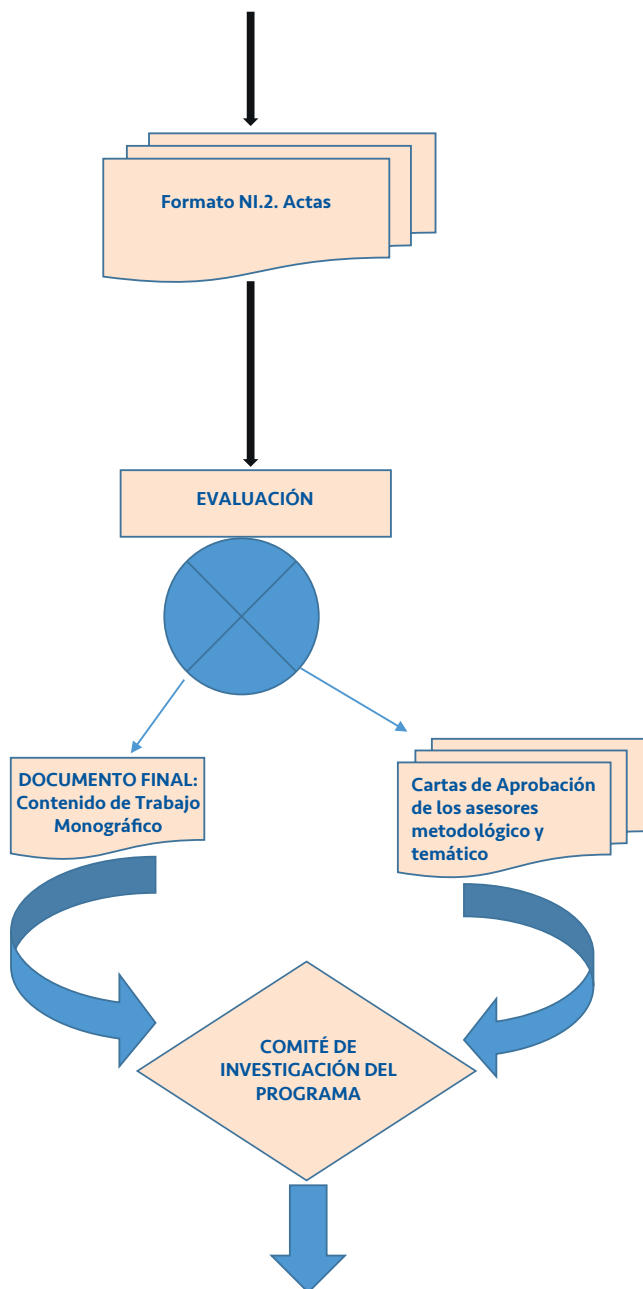 Formato NI.2. Actas
EVALUACIÓN
DOCUMENTO FINAL:
Contenido de Trabajo
Monográfico
Cartas de Aprobación
de los asesores
metodológico y
temático
COMITÉ DE
INVESTIGACIÓN DEL
PROGRAMA